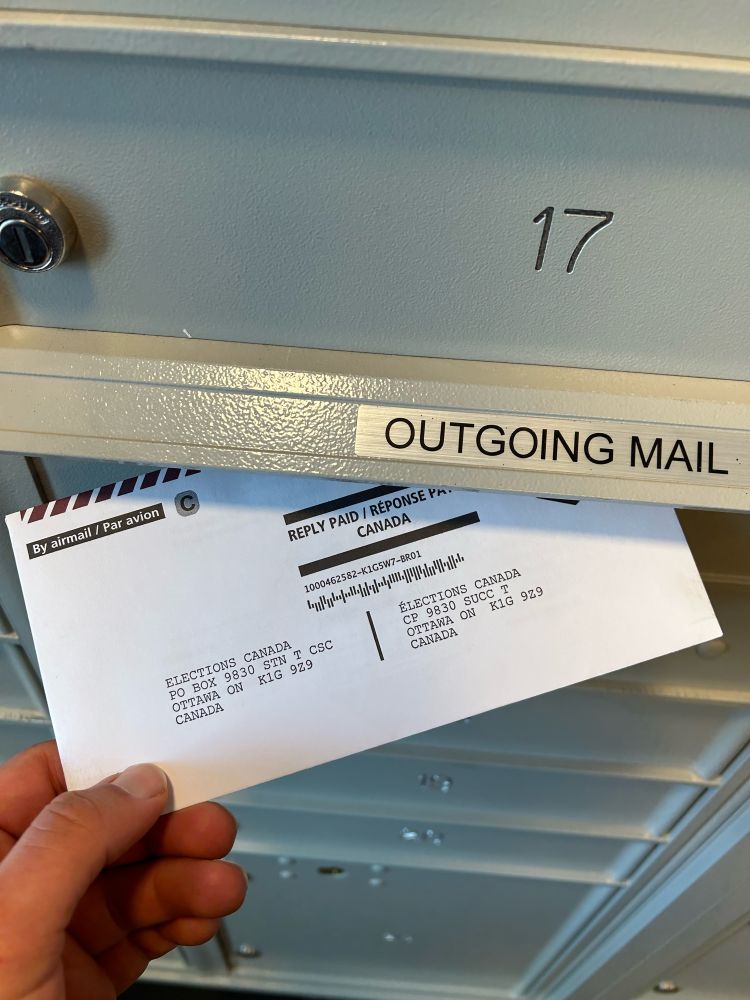 17
OUTGOING MAIL
By airmail / Par avion
C
REPLY PAID / RÉPONSE
CANADA
1000462582-K1G5W7-BR01
ELECTIONS CANADA
PO BOX 9830 STN T CSC
OTTAWA ON K1G 9Z9
CANADA
ÉLECTIONS CANADA
CP 9830 SUCC T
OTTAWA ON K1G 9Z9
CANADA